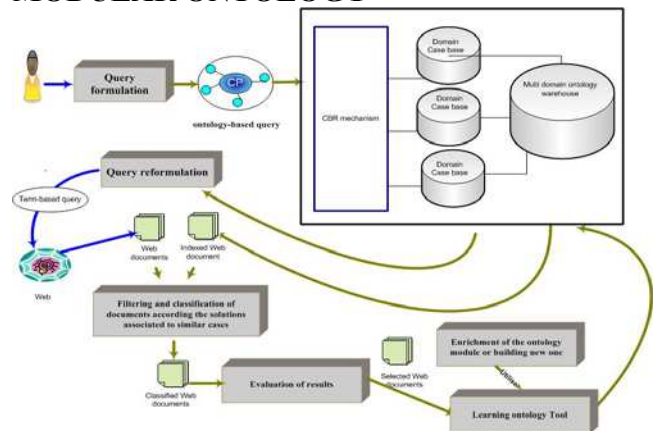 MODULAR ONTOLOGY
Query
formulation
CP
ontology-based query
CBR mechanism
Domain
Case base
Domain
Case base
Domain
Case base
Multi domain ontology
warehouse
Query reformulation
Term-based query
Web
Web
documents
Indexed Web
document
Filtering and classification of
documents according the solutions
associated to similar cases
Classified Web
documents
Evaluation of results
Selected Web
documents
Enrichment of the ontology
module or building new one
Learning ontology Tool